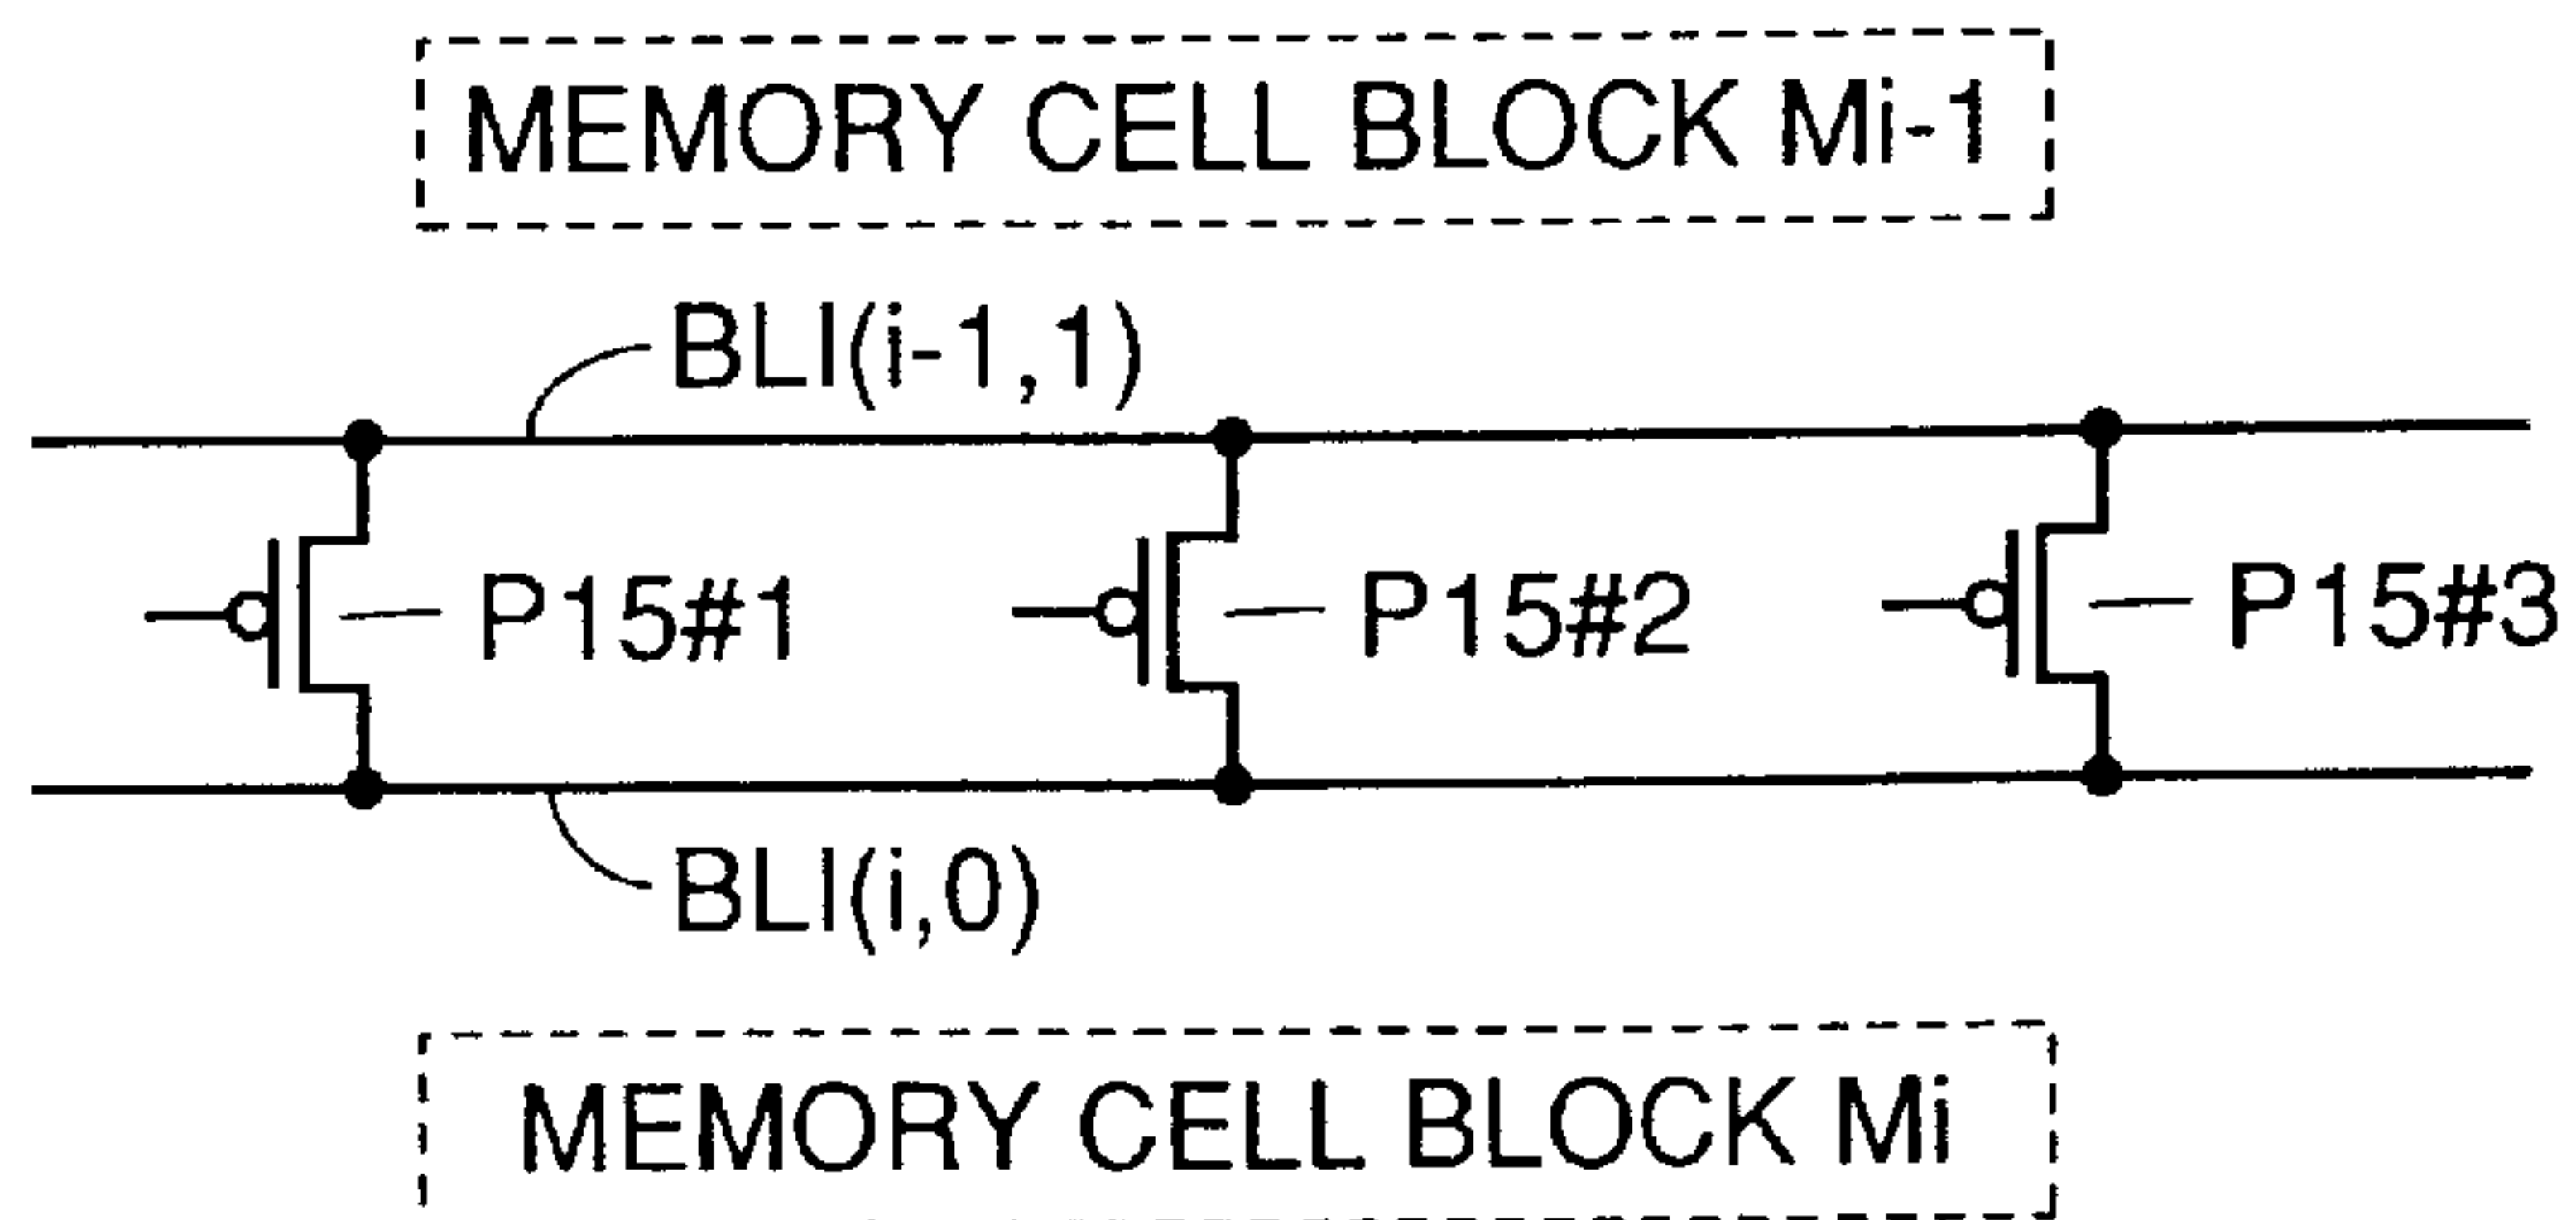 MEMORY CELL BLOCK Mi-1
BLI(i-1,1)
P15#1
P15#2
P15#3
BLI(i,0)
MEMORY CELL BLOCK Mi